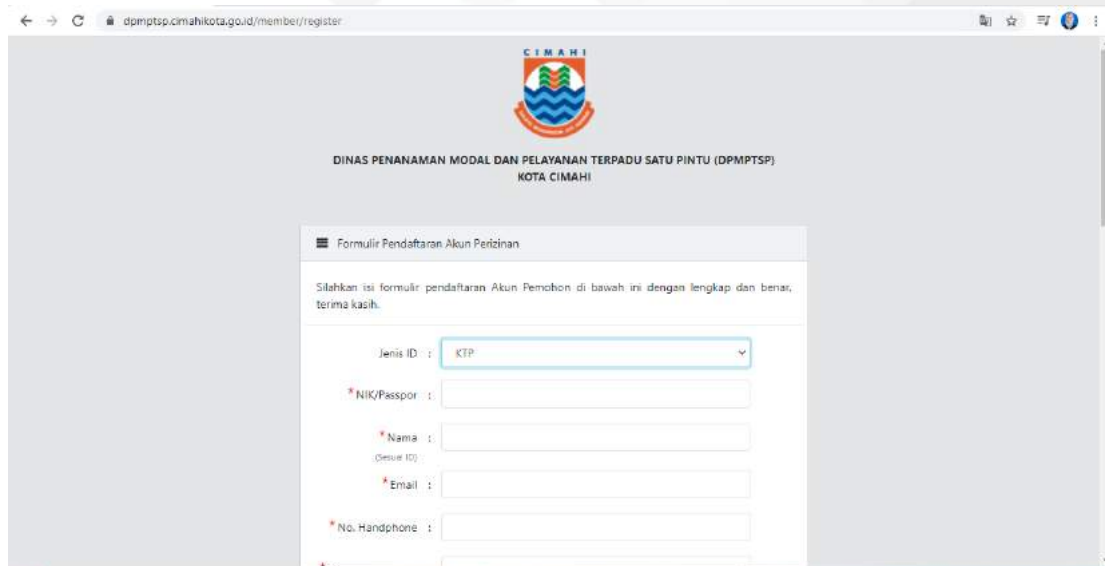 dpmptsp.cimahikota.go.id/member/register
CIMAHI
DINAS PENANAMAN MODAL DAN PELAYANAN TERPADU SATU PINTU (DPMPTSP)
KOTA CIMAHI
Formulir Pendaftaran Akun Perizinan
Silahkan isi formulir pendaftaran Akun Pemohon di bawah ini dengan lengkap dan benar,
terima kasih.
Jenis ID : KTP
*NIK/Passpor :
*Nama :
(Sesuai ID)
*Email :
*No. Handphone :